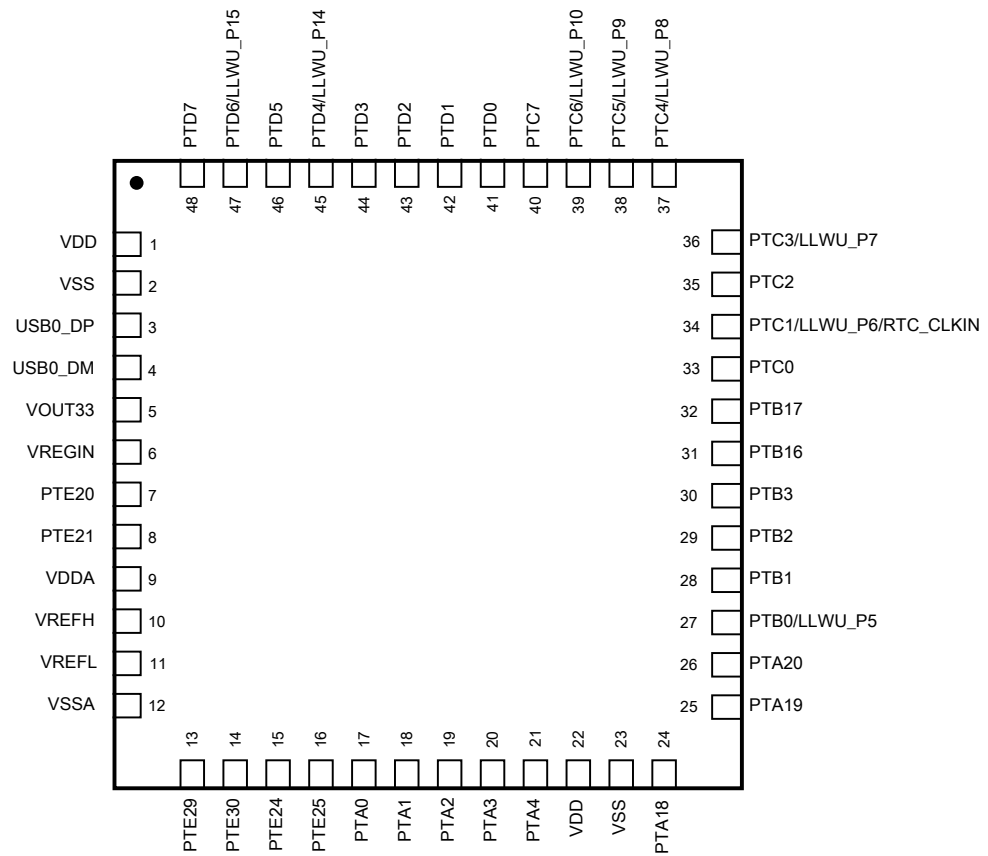 PTD7
PTD6/LLWU_P15
PTD5
PTD4/LLWU_P14
PTD3
PTD2
PTD1
PTD0
PTC7
PTC6/LLWU_P10
PTC5/LLWU_P9
PTC4/LLWU_P8
48
47
46
45
44
43
42
41
40
39
38
37
VDD 1
VSS 2
USB0_DP 3
USB0_DM 4
VOUT33 5
VREGIN 6
PTE20 7
PTE21 8
VDDA 9
VREFH 10
VREFL 11
VSSA 12
36 PTC3/LLWU_P7
35 PTC2
34 PTC1/LLWU_P6/RTC_CLKIN
33 PTC0
32 PTB17
31 PTB16
30 PTB3
29 PTB2
28 PTB1
27 PTB0/LLWU_P5
26 PTA20
25 PTA19
13
14
15
16
17
18
19
20
21
22
23
24
PTE29
PTE30
PTE24
PTE25
PTA0
PTA1
PTA2
PTA3
PTA4
VDD
VSS
PTA18